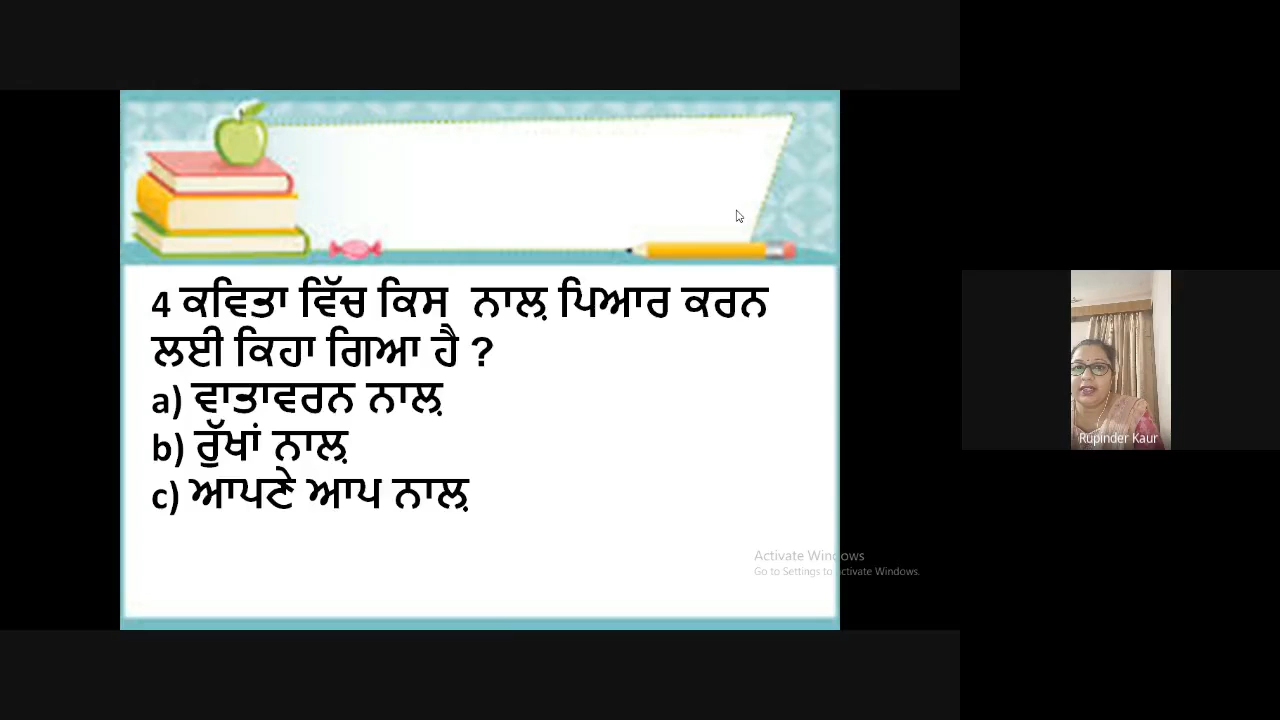 4 ਕਵਿਤਾ ਵਿੱਚ ਕਿਸ ਨਾਲ਼ ਪਿਆਰ ਕਰਨ
ਲਈ ਕਿਹਾ ਗਿਆ ਹੈ ?
a) ਵਾਤਾਵਰਨ ਨਾਲ਼
b) ਰੁੱਖਾਂ ਨਾਲ਼
c) ਆਪਣੇ ਆਪ ਨਾਲ਼
Rupinder Kaur
Activate Windows
Go to Settings to activate Windows.